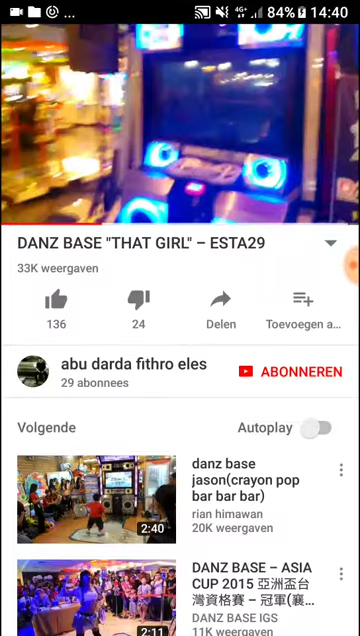 ... 4G+ 84% 14:40
DANZ BASE "THAT GIRL" – ESTA29
33K weergaven
136 24 Delen Toevoegen a...
abu darda fithro eles
29 abonnees
ABONNEREN
Volgende Autoplay
danz base
jason(crayon pop
bar bar bar)
rian himawan
20K weergaven
2:40
DANZ BASE – ASIA
CUP 2015 亞洲盃台
灣資格賽 – 冠軍(襄...
DANZ BASE IGS
11K weergaven
2:11